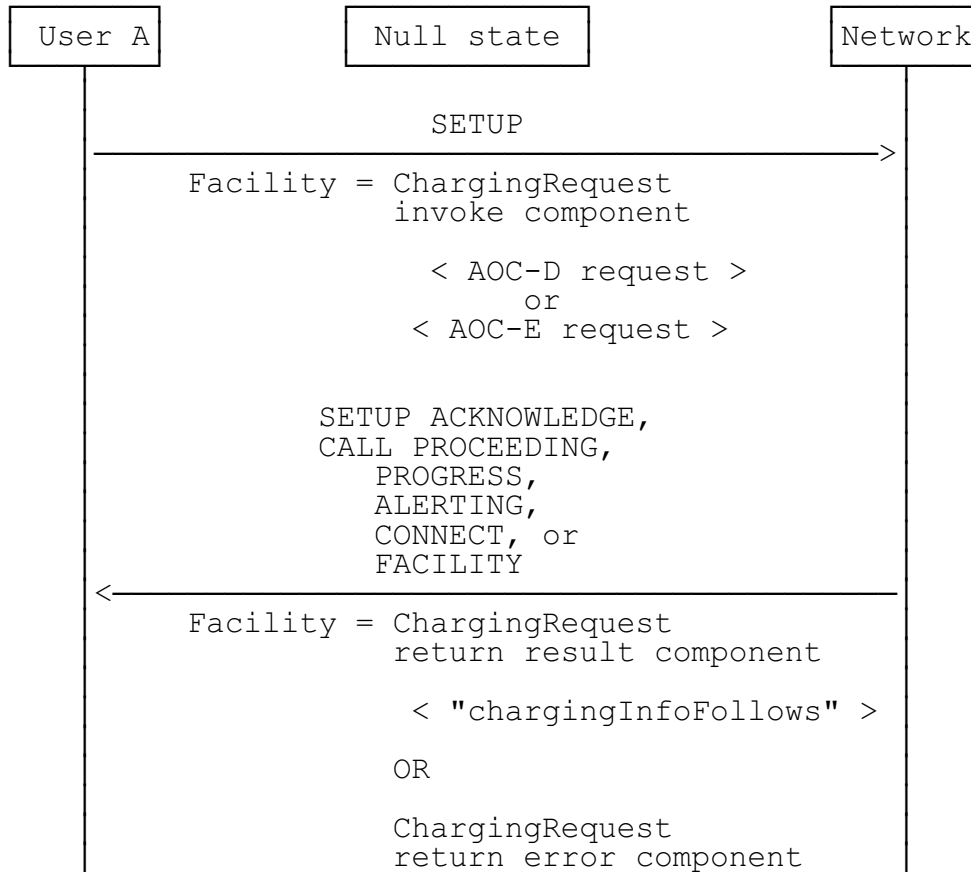 User A Null state Network
SETUP
Facility = ChargingRequest
invoke component
< AOC-D request >
or
< AOC-E request >
SETUP ACKNOWLEDGE,
CALL PROCEEDING,
PROGRESS,
ALERTING,
CONNECT, or
FACILITY
Facility = ChargingRequest
return result component
< "chargingInfoFollows" >
OR
ChargingRequest
return error component